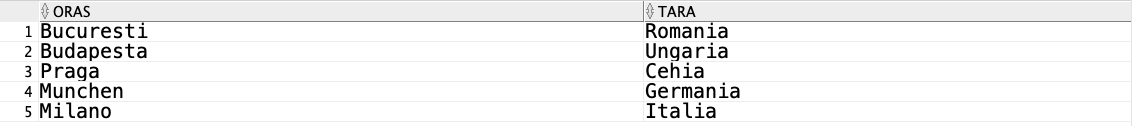 ORAS TARA
1 Bucuresti Romania
2 Budapesta Ungaria
3 Praga Cehia
4 Munchen Germania
5 Milano Italia